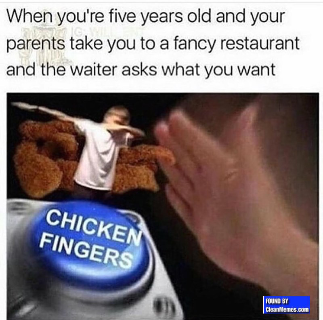 When you're five years old and your
parents take you to a fancy restaurant
and the waiter asks what you want
CHICKEN
FINGERS
FOUND BY
CleanMemes.com